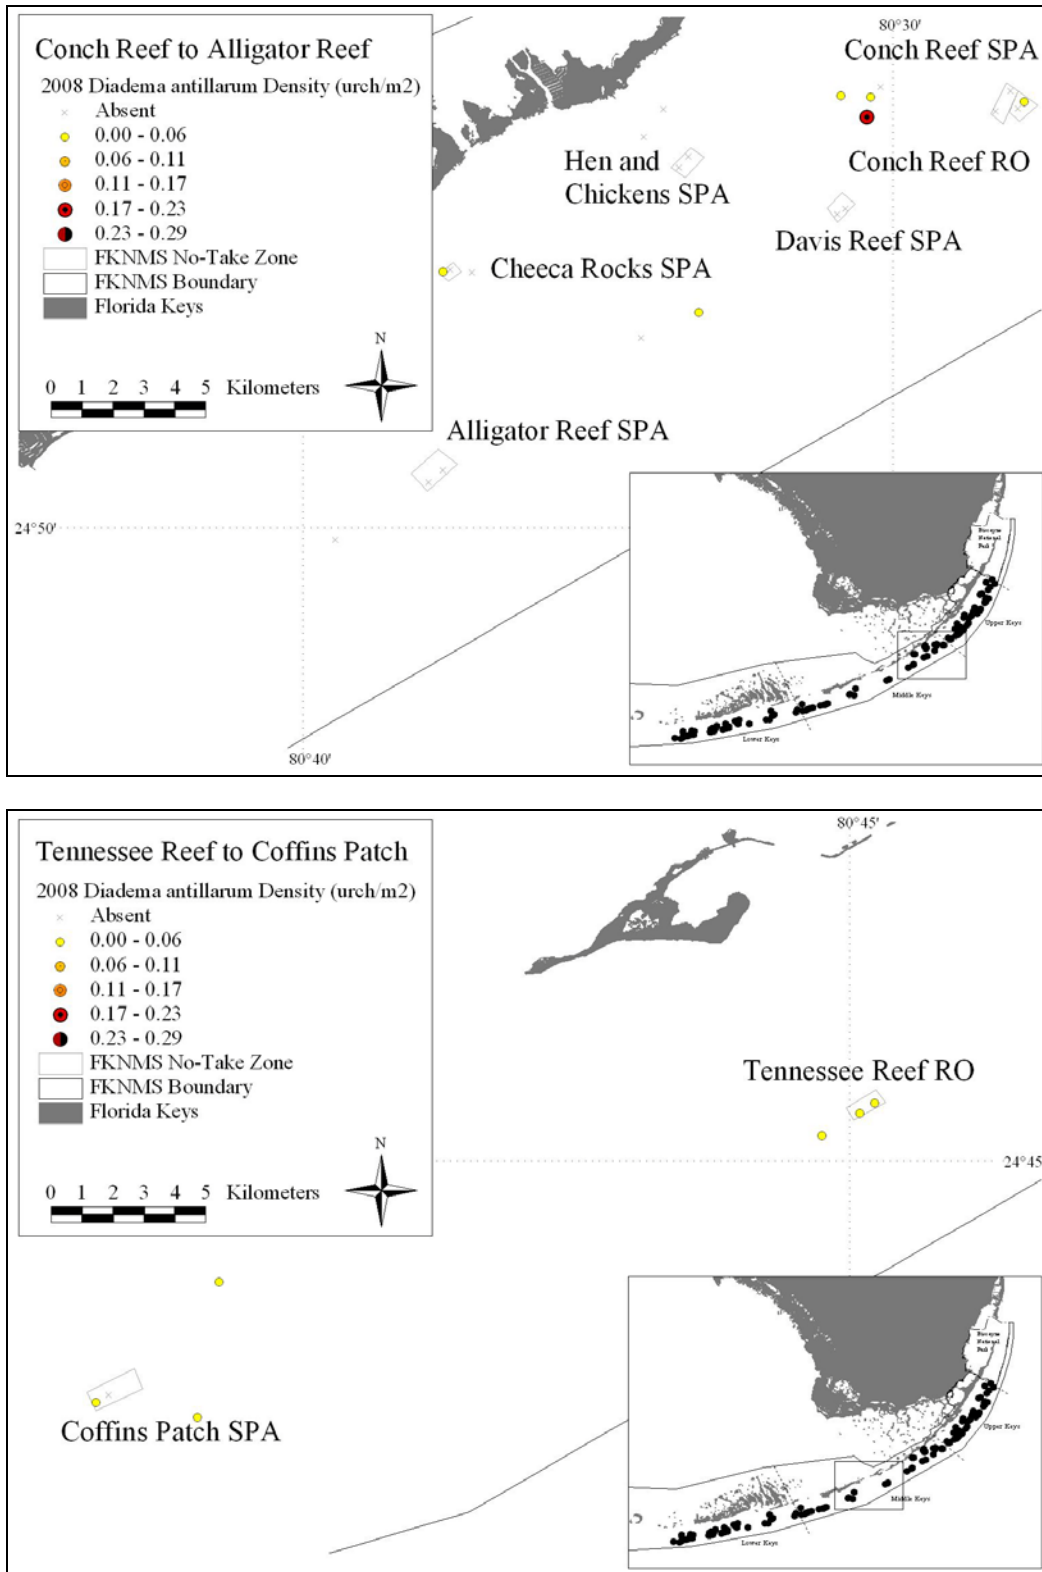 Conch Reef to Alligator Reef
2008 Diadema antillarum Density (urch/m2)
Absent
0.00 - 0.06
0.06 - 0.11
0.11 - 0.17
0.17 - 0.23
0.23 - 0.29
FKNMS No-Take Zone
FKNMS Boundary
Florida Keys
N
0 1 2 3 4 5 Kilometers
80°30'
Conch Reef SPA
Conch Reef RO
Hen and
Chickens SPA
Davis Reef SPA
Cheeca Rocks SPA
Alligator Reef SPA
24°50'
80°40'
Biscayne
National
Park
Upper Keys
Middle Keys
Lower Keys
Tennessee Reef to Coffins Patch
2008 Diadema antillarum Density (urch/m2)
Absent
0.00 - 0.06
0.06 - 0.11
0.11 - 0.17
0.17 - 0.23
0.23 - 0.29
FKNMS No-Take Zone
FKNMS Boundary
Florida Keys
N
0 1 2 3 4 5 Kilometers
80°45'
Tennessee Reef RO
24°45'
Coffins Patch SPA
Biscayne
National
Park
Upper Keys
Middle Keys
Lower Keys